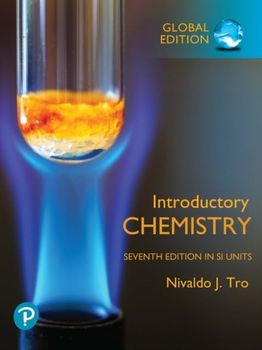 GLOBAL
EDITION
Introductory
CHEMISTRY
SEVENTH EDITION IN SI UNITS
Nivaldo J. Tro
P